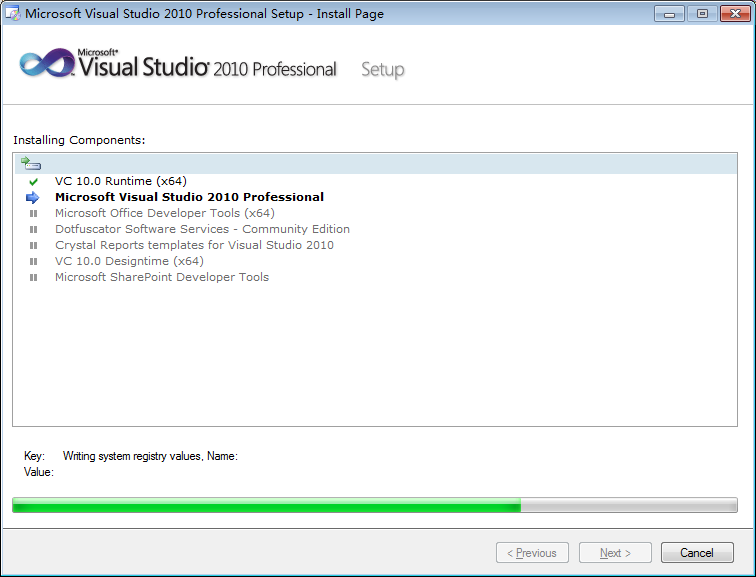 Microsoft Visual Studio 2010 Professional Setup - Install Page
Microsoft®
Visual Studio® 2010 Professional Setup
Installing Components:
VC 10.0 Runtime (x64)
Microsoft Visual Studio 2010 Professional
Microsoft Office Developer Tools (x64)
Dotfuscator Software Services - Community Edition
Crystal Reports templates for Visual Studio 2010
VC 10.0 Designtime (x64)
Microsoft SharePoint Developer Tools
Key: Writing system registry values, Name:
Value:
< Previous Next > Cancel